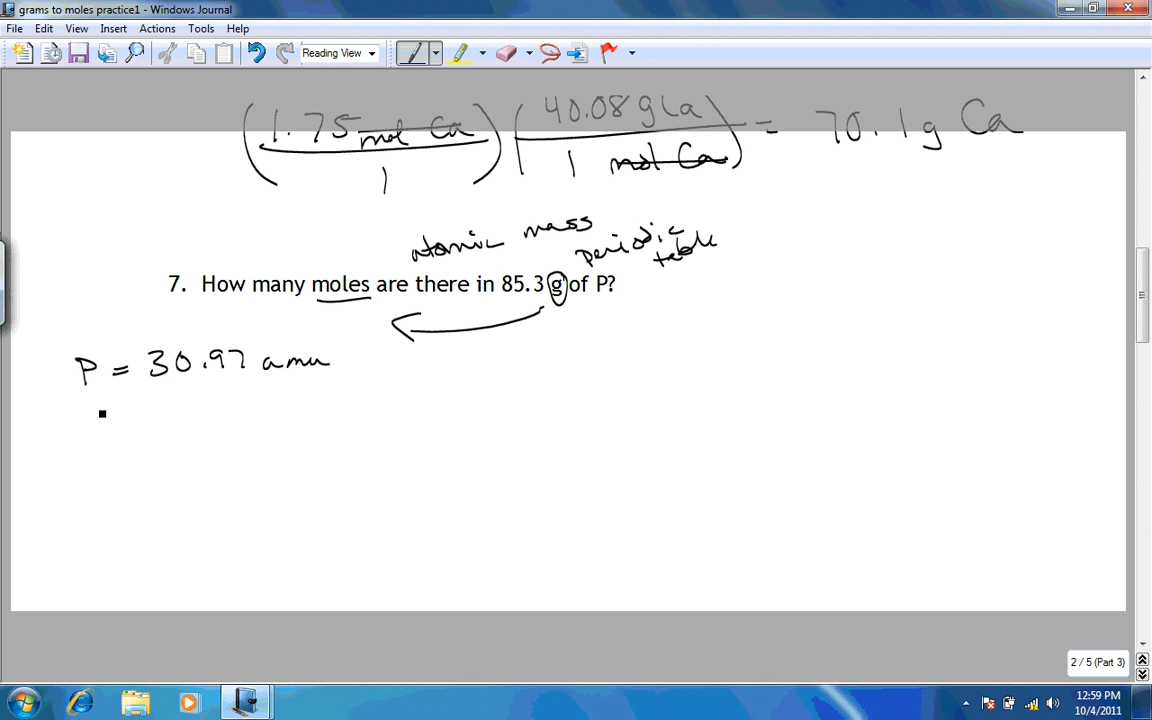 grams to moles practice1 - Windows Journal
File Edit View Insert Actions Tools Help
Reading View
(1.75 mol Ca / 1) (40.08 g Ca / 1 mol Ca) = 70.1 g Ca
atomic mass
periodic
table
7. How many moles are there in 85.3 g of P?
P = 30.97 amu
2 / 5 (Part 3)
12:59 PM
10/4/2011